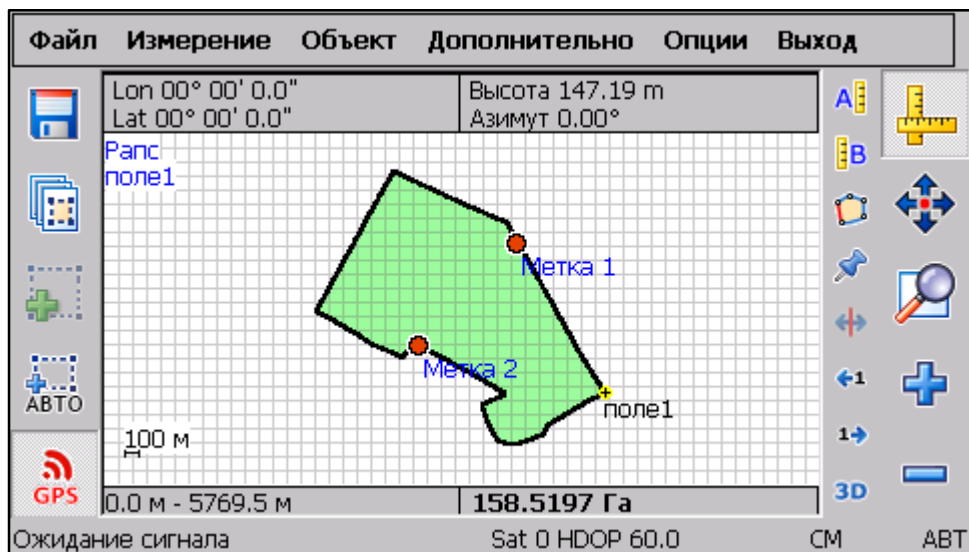 Файл Измерение Объект Дополнительно Опции Выход
Lon 00° 00' 0.0"
Lat 00° 00' 0.0"
Высота 147.19 m
Азимут 0.00°
Рапс
поле1
Метка 1
Метка 2
поле1
100 м
АВТО
GPS
A
B
1
1
3D
0.0 м - 5769.5 м
158.5197 Га
Ожидание сигнала
Sat 0 HDOP 60.0
СМ
АВТ